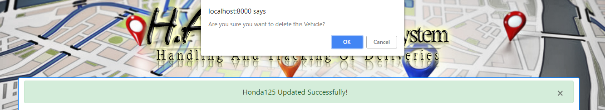 localhost:8000 says
Are you sure you want to delete this Vehicle?
OK Cancel
H.A
ystem
Handling And Tracking Of Deliveries
Honda125 Updated Successfully!
×